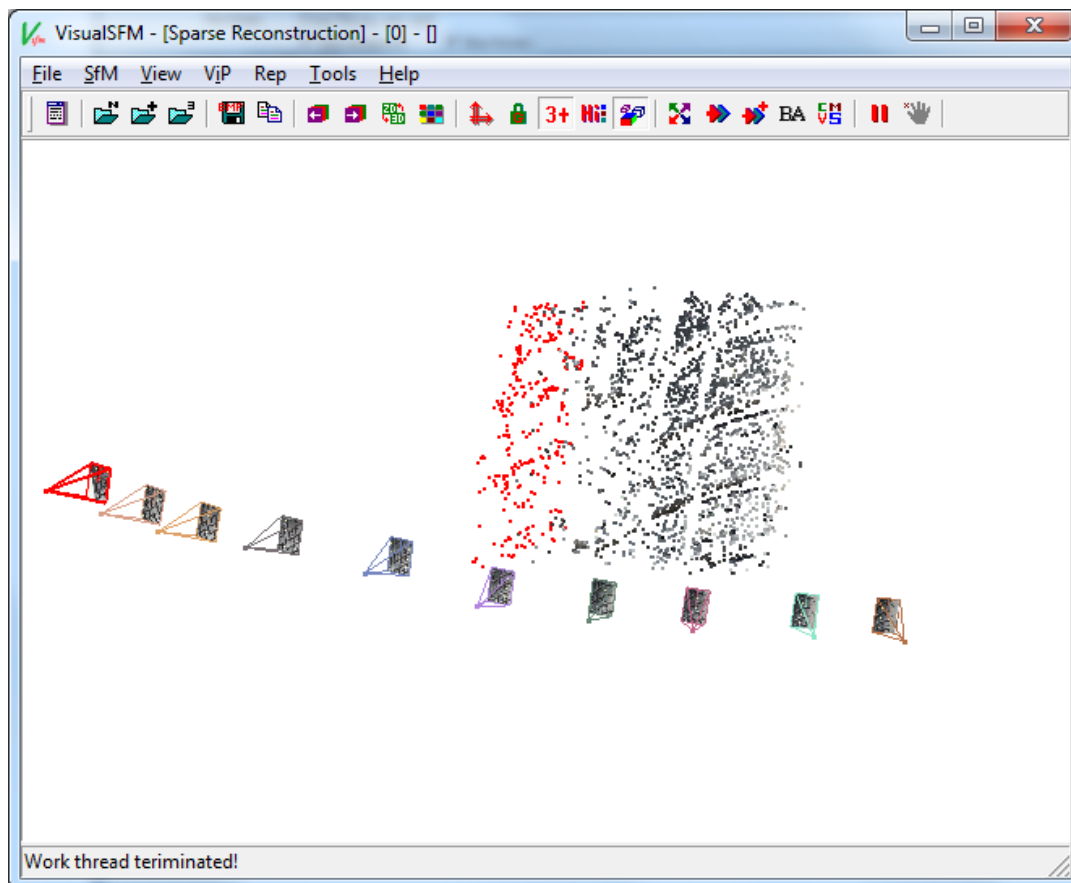 VisualSFM - [Sparse Reconstruction] - [0] - []
File SfM View ViP Rep Tools Help
3+ BA
Work thread teriminated!